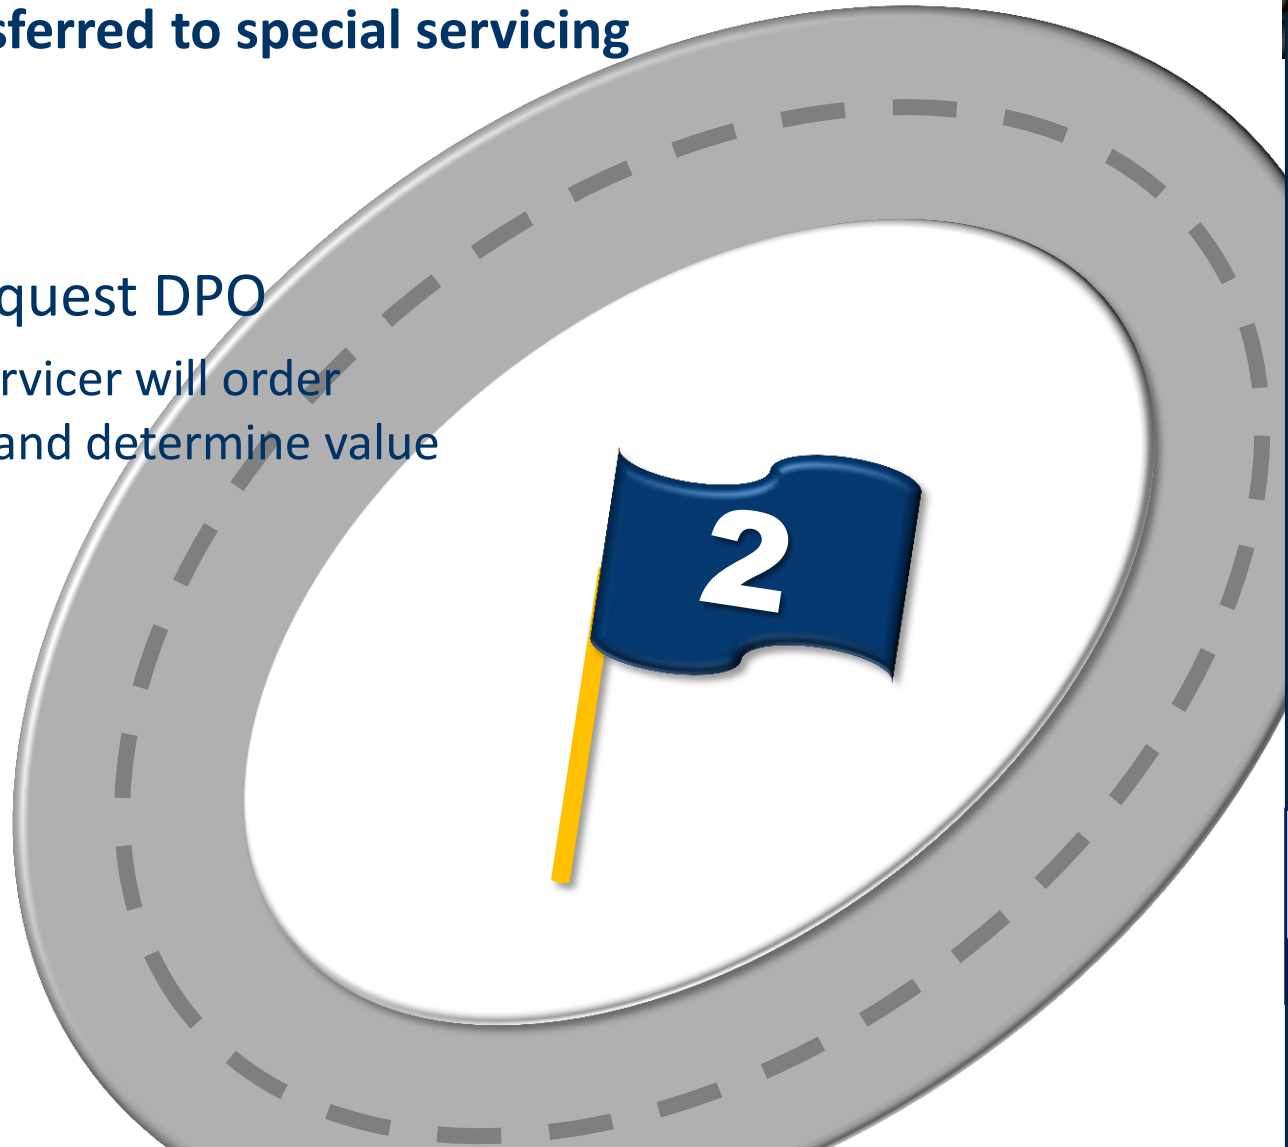 sferred to special servicing
quest DPO
rvicer will order
and determine value
2